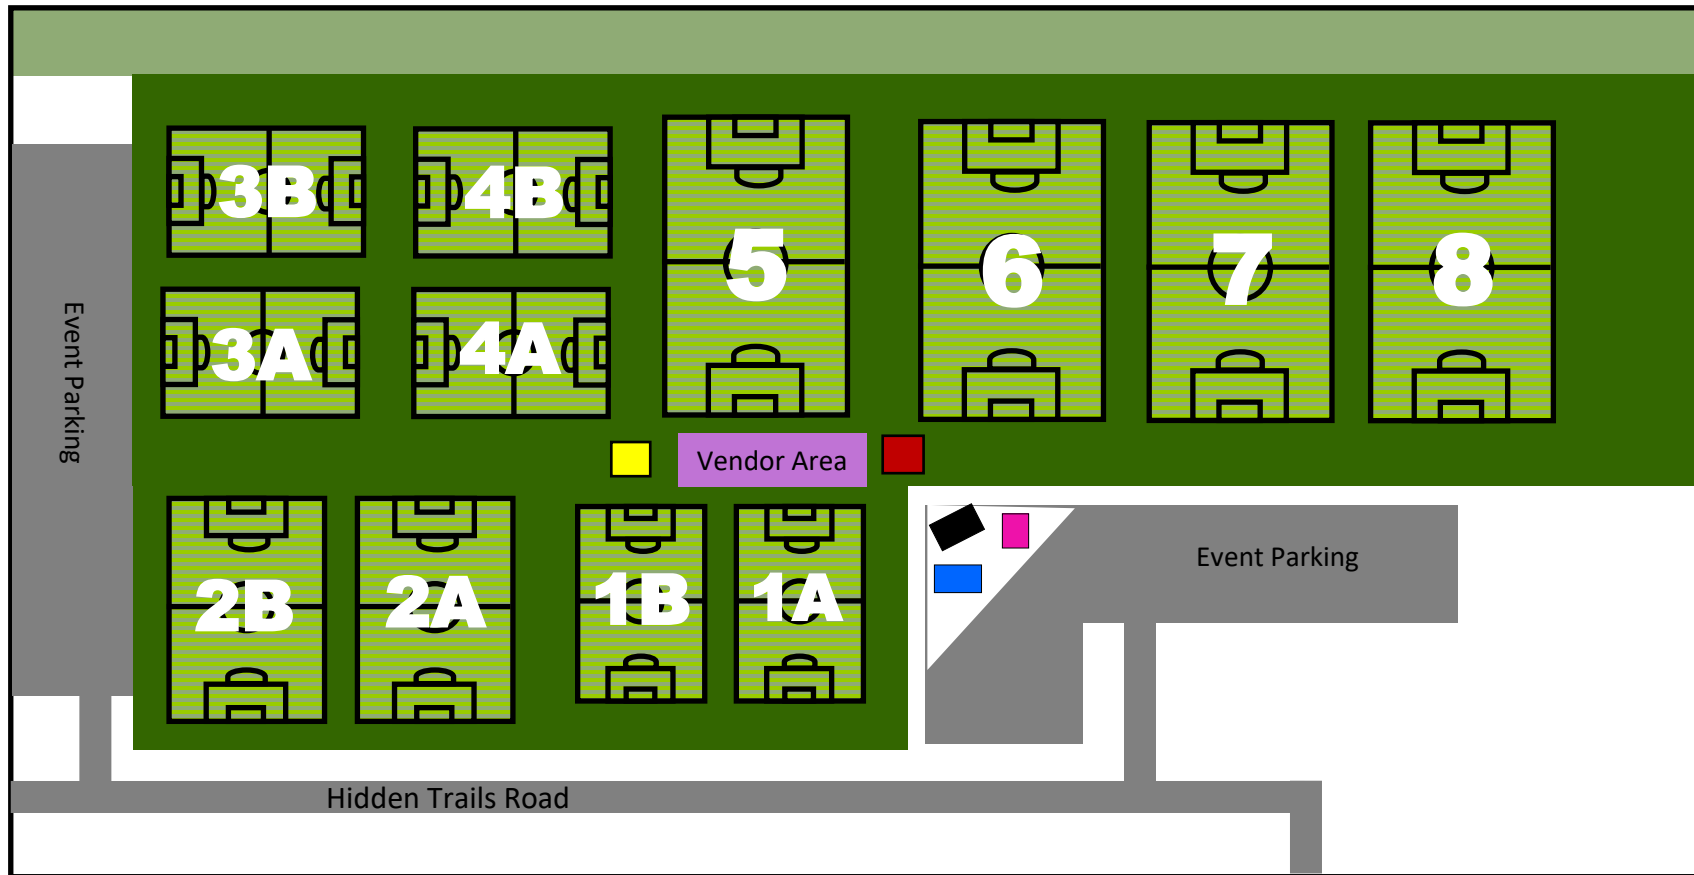 3B
4B
5
6
7
8
3A
4A
Event Parking
Vendor Area
2B
2A
1B
1A
Event Parking
Hidden Trails Road